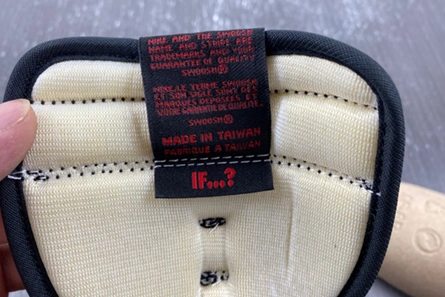 NIKE AND THE SWOOSH
NAME AND STRIPE ARE
TRADEMARKS AND YOUR
GUARANTEE OF QUALITY
SWOOSH®
NIKE, LE TERME SWOOSH
ET SON SIGLE SONT DES
MARQUES DEPOSEES ET
VOTRE GARANTIE DE QUALITE.
SWOOSH®
MADE IN TAIWAN
FABRIQUE A TAIWAN
IF...?